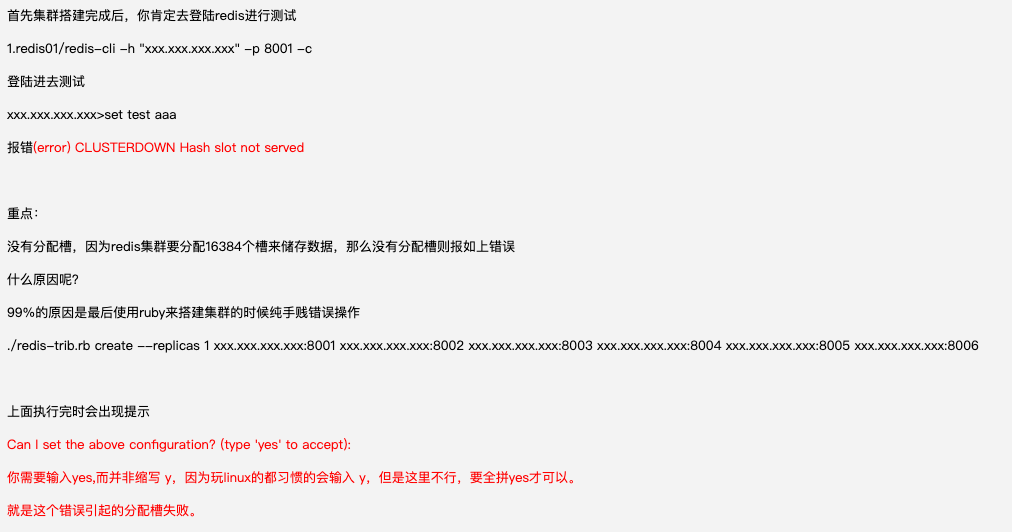 首先集群搭建完成后，你肯定去登陆redis进行测试
1.redis01/redis-cli -h "xxx.xxx.xxx.xxx" -p 8001 -c
登陆进去测试
xxx.xxx.xxx.xxx>set test aaa
报错(error) CLUSTERDOWN Hash slot not served
重点：
没有分配槽，因为redis集群要分配16384个槽来储存数据，那么没有分配槽则报如上错误
什么原因呢？
99%的原因是最后使用ruby来搭建集群的时候纯手贱错误操作
./redis-trib.rb create --replicas 1 xxx.xxx.xxx.xxx:8001 xxx.xxx.xxx.xxx:8002 xxx.xxx.xxx.xxx:8003 xxx.xxx.xxx.xxx:8004 xxx.xxx.xxx.xxx:8005 xxx.xxx.xxx.xxx:8006
上面执行完时会出现提示
Can I set the above configuration? (type 'yes' to accept):
你需要输入yes,而并非缩写 y，因为玩linux的都习惯的会输入 y，但是这里不行，要全拼yes才可以。
就是这个错误引起的分配槽失败。